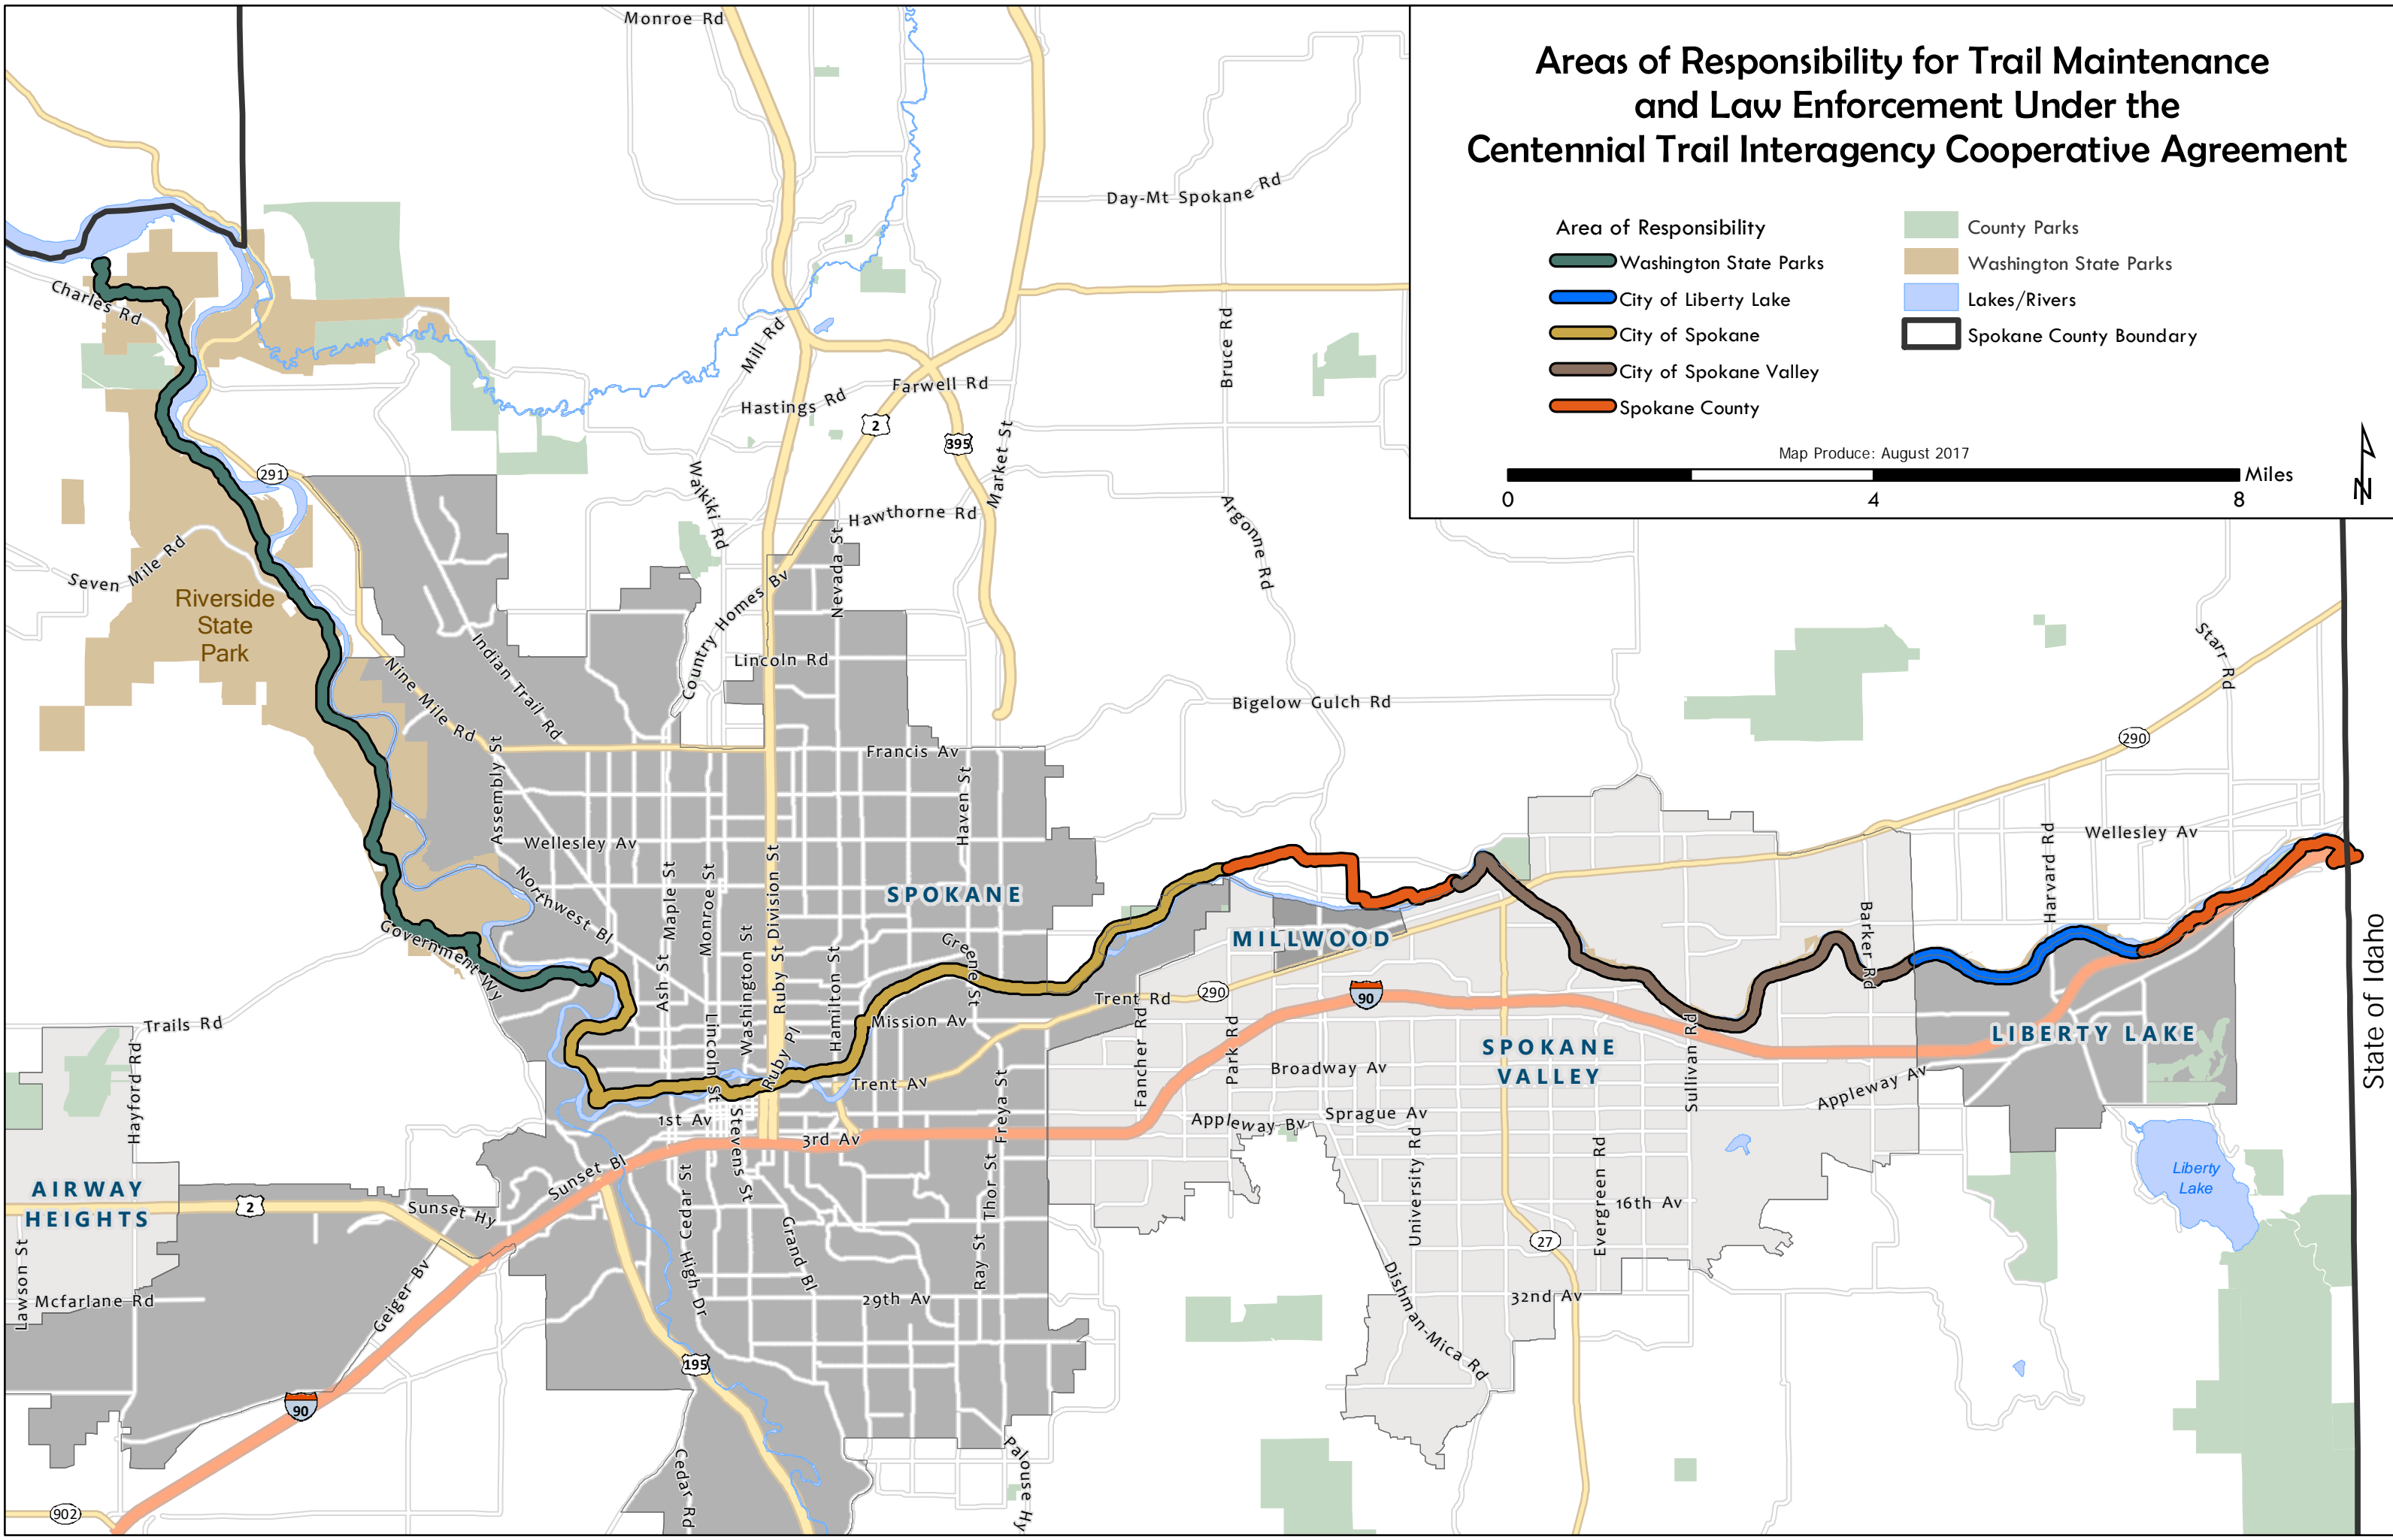 Areas of Responsibility for Trail Maintenance
and Law Enforcement Under the
Centennial Trail Interagency Cooperative Agreement
Area of Responsibility
Washington State Parks
City of Liberty Lake
City of Spokane
City of Spokane Valley
Spokane County
County Parks
Washington State Parks
Lakes/Rivers
Spokane County Boundary
Map Produce: August 2017
Miles
0
4
8
N
Monroe Rd
Day-Mt Spokane Rd
Charles Rd
Mill Rd
Bruce Rd
Farwell Rd
Hastings Rd
2
395
Market St
291
Waikiki Rd
Hawthorne Rd
Nevada St
Argonne Rd
Seven Mile Rd
Riverside
State
Park
Country Homes Bv
Indian Trail Rd
Lincoln Rd
Nine Mile Rd
Starr Rd
Bigelow Gulch Rd
290
Assembly St
Francis Av
Haven St
Wellesley Av
Wellesley Av
Northwest Bl
Maple St
Monroe St
Division St
SPOKANE
Harvard Rd
Barker Rd
Government Wy
MILLWOOD
Greene St
Ash St
Washington St
Ruby St
Hamilton St
Trent Rd
290
90
Trails Rd
Mission Av
Lincoln St
Ruby Pl
Fancher Rd
Park Rd
Sullivan Rd
LIBERTY LAKE
State of Idaho
SPOKANE
VALLEY
Hayford Rd
Broadway Av
Trent Av
Appleway Av
1st Av
Stevens St
3rd Av
Freya St
Appleway Bv
Sprague Av
University Rd
Evergreen Rd
Sunset Bl
Thor St
Liberty
Lake
AIRWAY
HEIGHTS
2
Sunset Hy
Cedar St
16th Av
Grand Bl
High Dr
Ray St
27
Lawson St
Mcfarlane Rd
Geiger Bv
29th Av
32nd Av
Dishman-Mica Rd
195
90
Cedar Rd
Palouse Hy
902